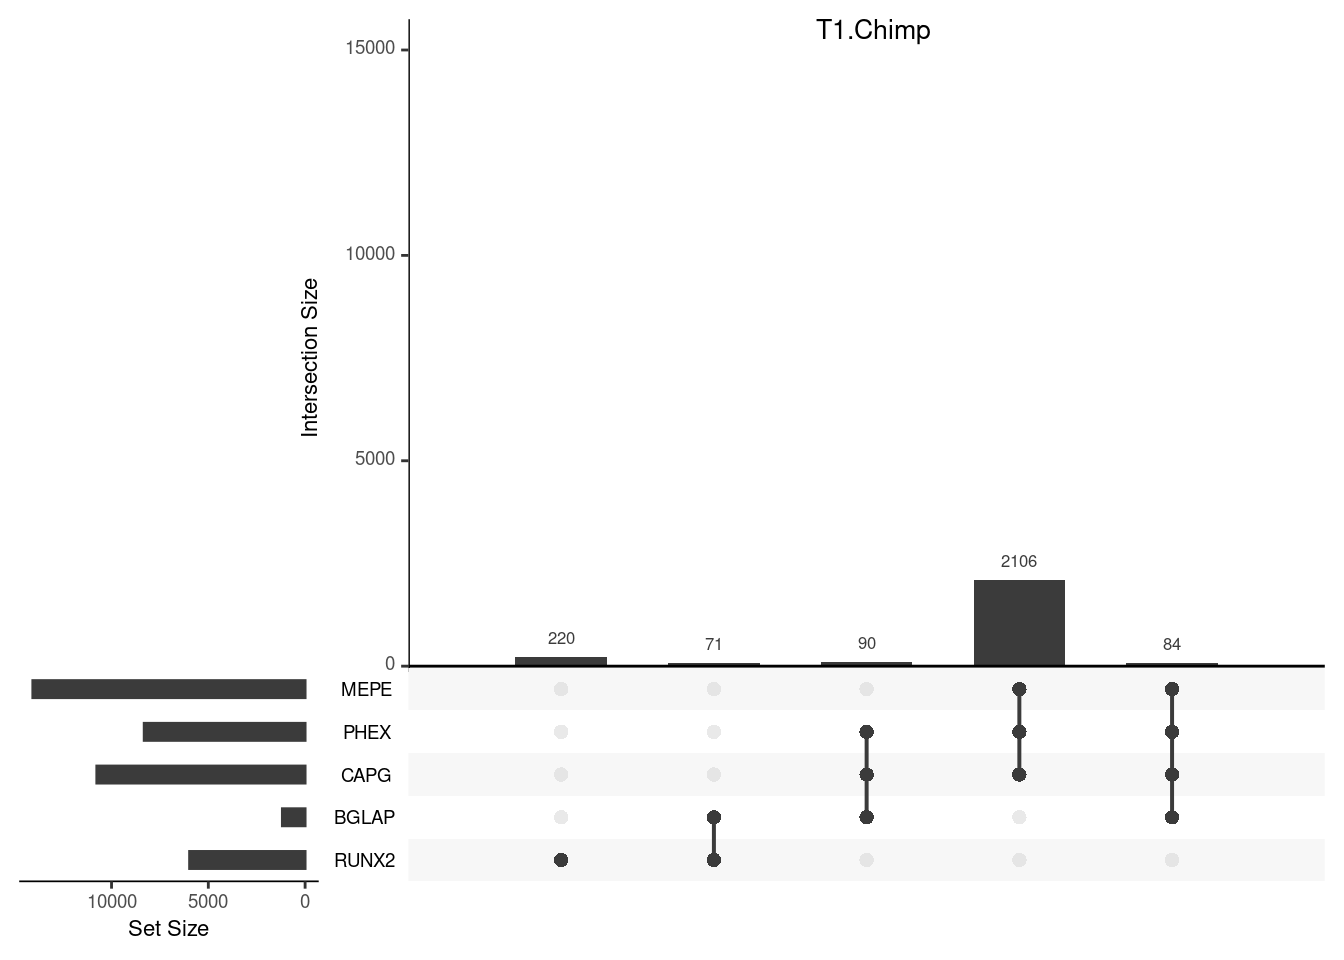 T1.Chimp
15000
10000
5000
0
Intersection Size
220
71
90
2106
84
MEPE
PHEX
CAPG
BGLAP
RUNX2
10000 5000 0
Set Size